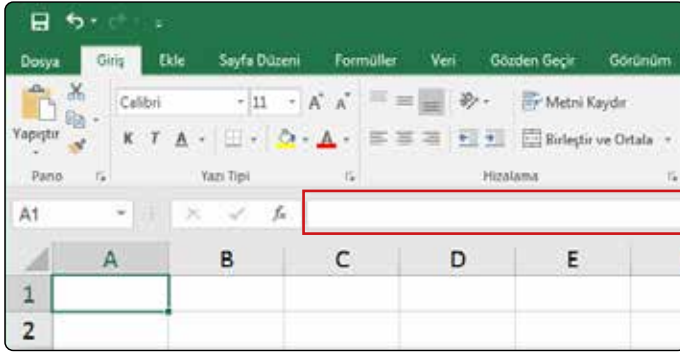 Dosya Giriş Ekle Sayfa Düzeni Formüller Veri Gözden Geçir Görünüm
Calibri 11 A A Metni Kaydır
Yapıştır K T A A Birleştir ve Ortala
Pano Yazı Tipi Hizalama
A1 fx
A B C D E
1
2